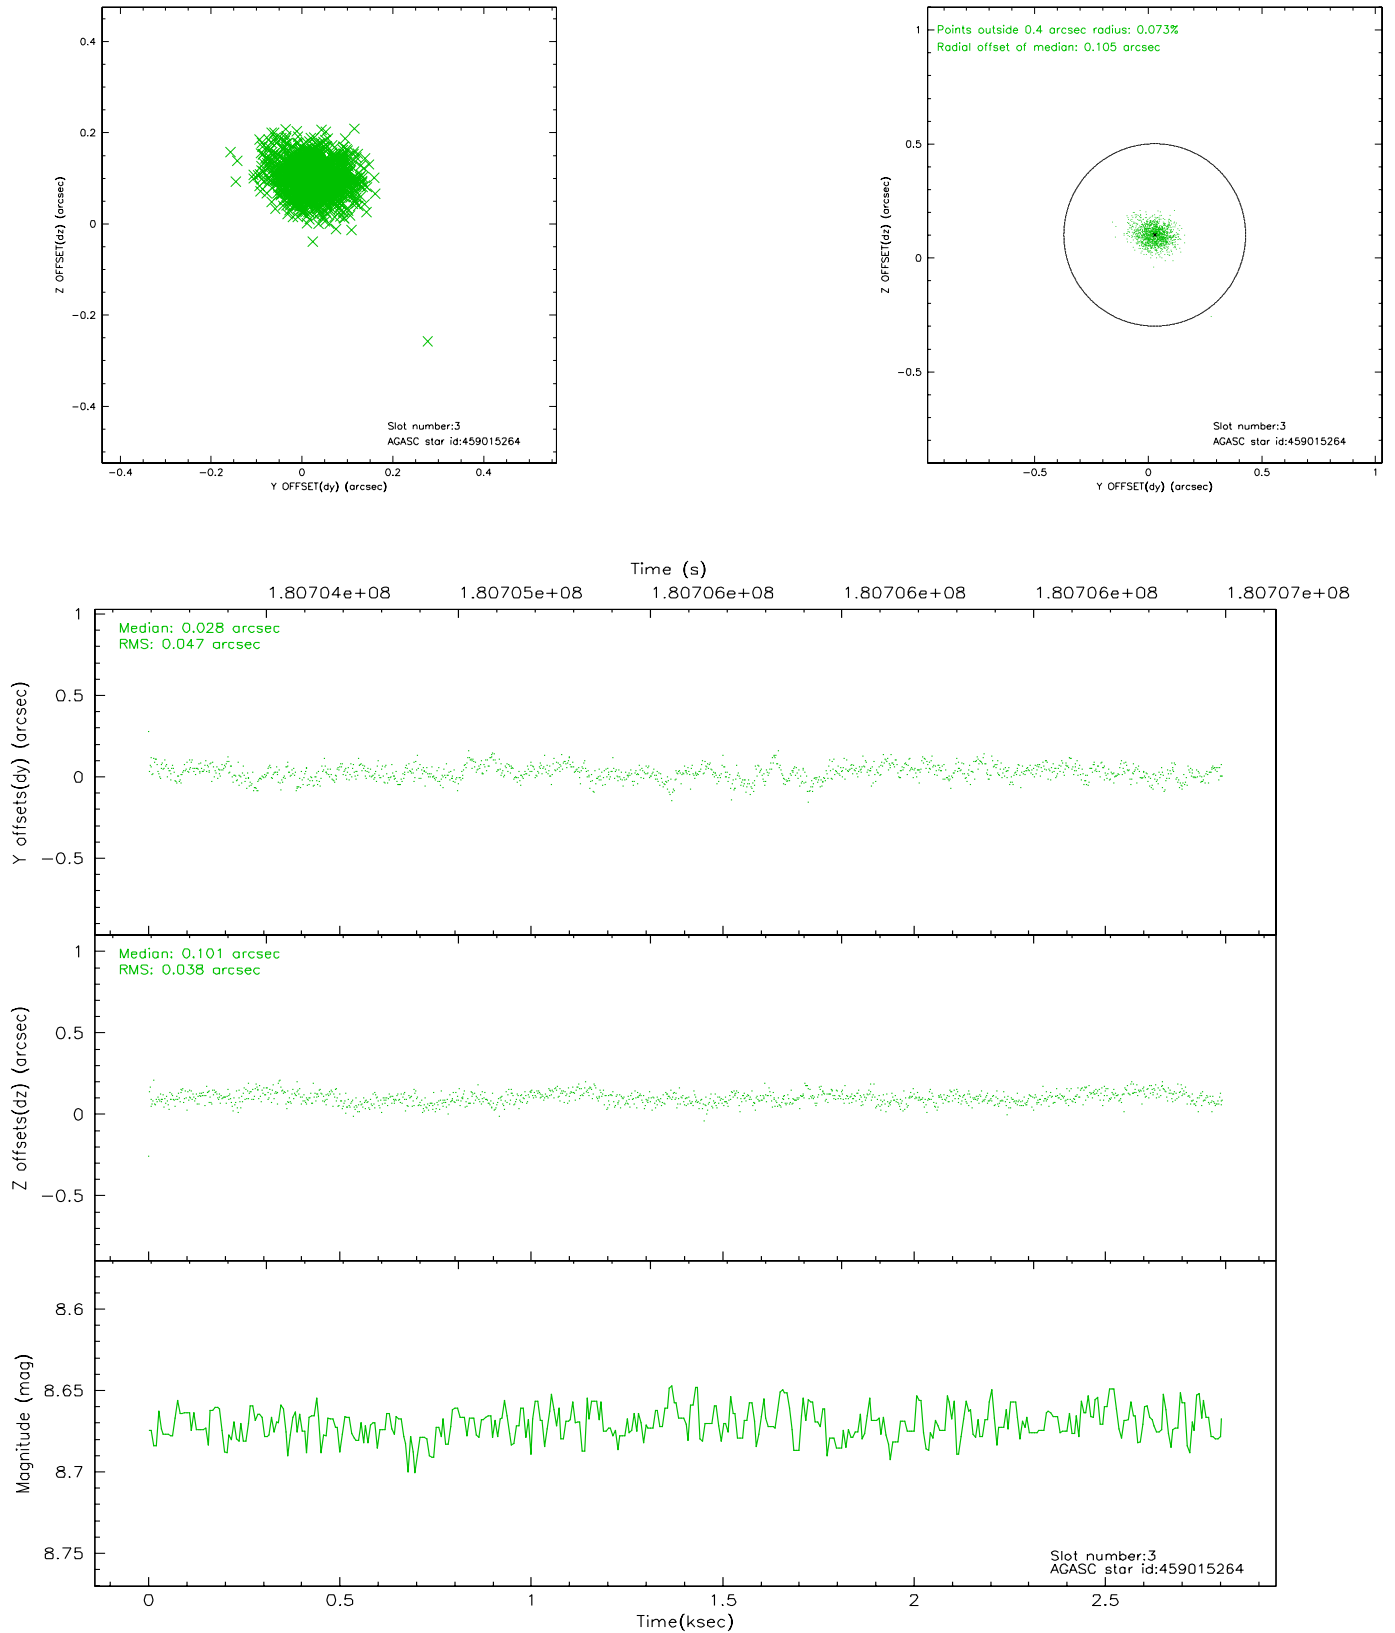 0.4
0.2
0
−0.2
−0.4
Z OFFSET(dz) (arcsec)
Slot number:3
AGASC star id:459015264
−0.4 −0.2 0 0.2 0.4
Y OFFSET(dy) (arcsec)
Points outside 0.4 arcsec radius: 0.073%
Radial offset of median: 0.105 arcsec
1
0.5
0
−0.5
Z OFFSET(dz) (arcsec)
Slot number:3
AGASC star id:459015264
−0.5 0 0.5 1
Y OFFSET(dy) (arcsec)
Time (s)
1.80704e+08 1.80705e+08 1.80706e+08 1.80706e+08 1.80706e+08 1.80707e+08
Median: 0.028 arcsec
RMS: 0.047 arcsec
1
0.5
0
−0.5
Y offsets(dy) (arcsec)
Median: 0.101 arcsec
RMS: 0.038 arcsec
1
0.5
0
−0.5
Z offsets(dz) (arcsec)
8.6
8.65
8.7
8.75
Magnitude (mag)
Slot number:3
AGASC star id:459015264
0 0.5 1 1.5 2 2.5
Time(ksec)